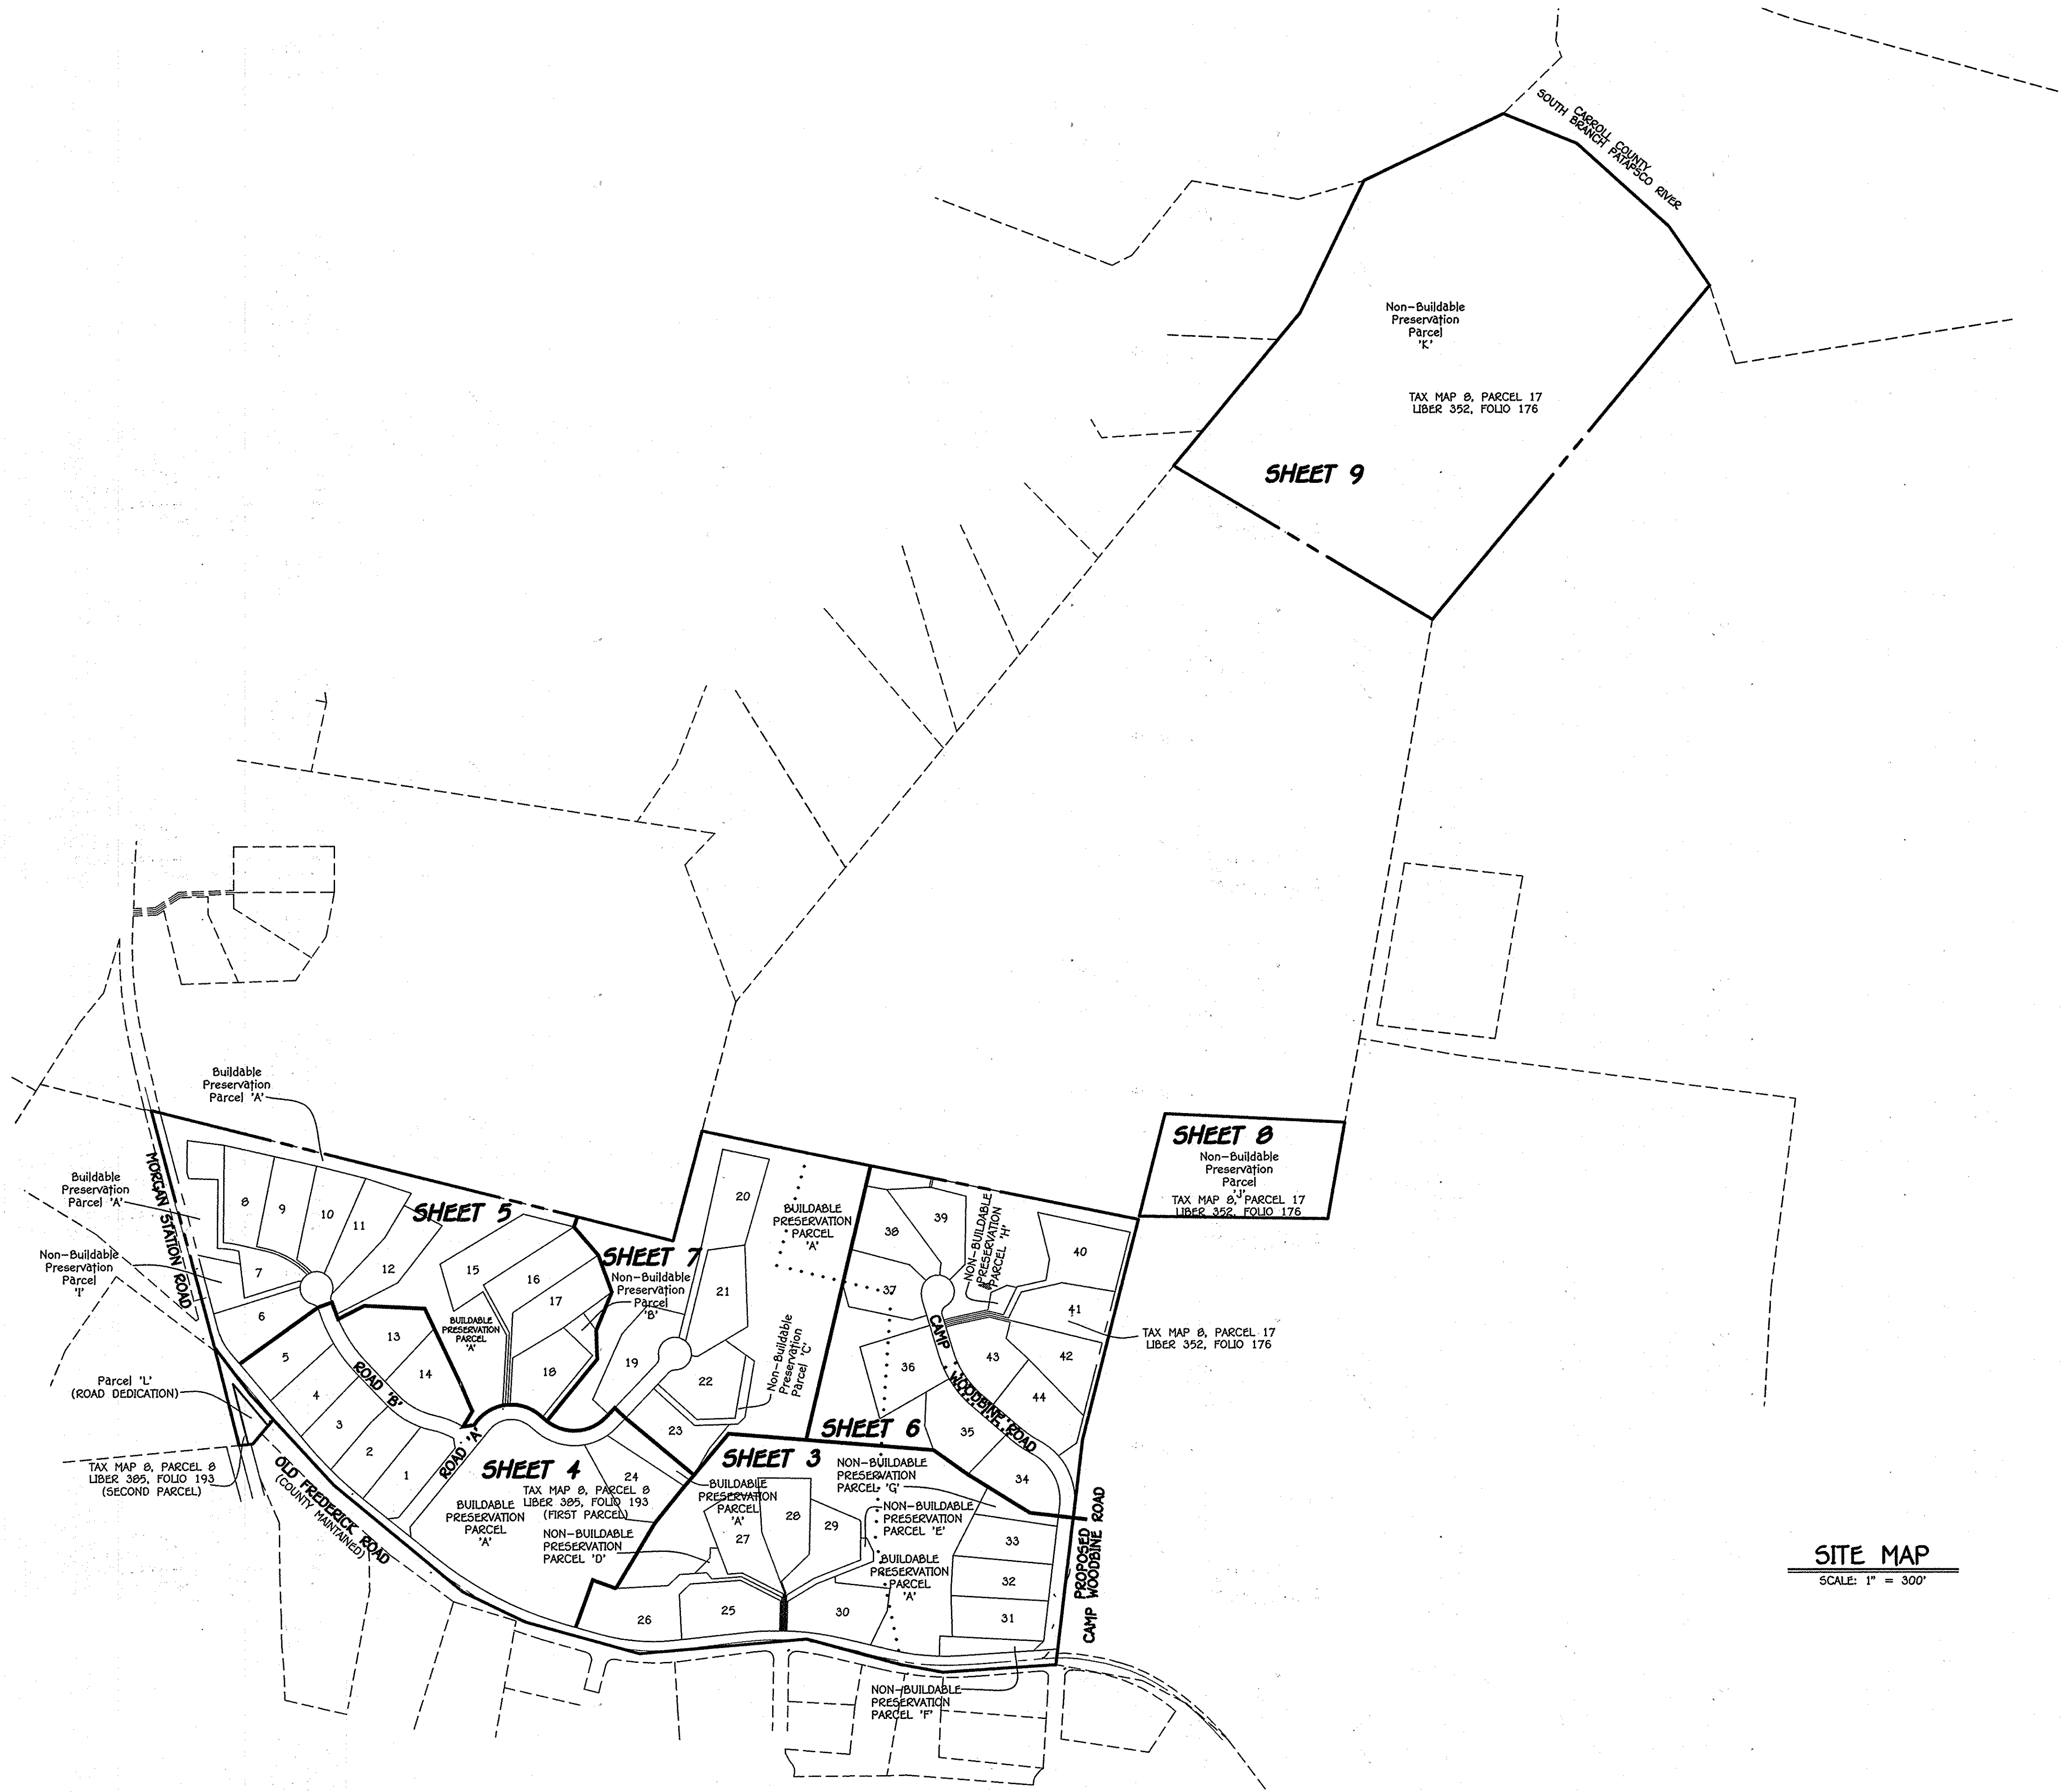 CARROLL COUNTY
SOUTH BRANCH PATAPSCO RIVER
Non-Buildable
Preservation
Parcel
'K'
TAX MAP 8, PARCEL 17
LIBER 352, FOLIO 176
SHEET 9
Buildable
Preservation
Parcel 'A'
SHEET 8
Non-Buildable
Preservation
Parcel
'J'
TAX MAP 8, PARCEL 17
LIBER 352, FOLIO 176
Buildable
Preservation
Parcel 'A'
MORGAN STATION ROAD
Non-Buildable
Preservation
Parcel
'I'
8
9
10
11
SHEET 5
7
12
6
15
16
17
18
BUILDABLE
PRESERVATION
PARCEL
'A'
SHEET 7
Non-Buildable
Preservation
Parcel
'B'
20
21
19
22
23
BUILDABLE
PRESERVATION
PARCEL
'A'
Non-Buildable
Preservation
Parcel 'C'
38
39
NON-BUILDABLE
PRESERVATION
PARCEL 'H'
40
37
41
TAX MAP 8, PARCEL 17
LIBER 352, FOLIO 176
CAMP WOODBINE ROAD
36
43
42
44
35
34
SHEET 6
5
13
14
4
ROAD 'B'
3
2
1
ROAD 'A'
Parcel 'L'
(ROAD DEDICATION)
TAX MAP 8, PARCEL 8
LIBER 385, FOLIO 193
(SECOND PARCEL)
OLD FREDERICK ROAD
(COUNTY MAINTAINED)
SHEET 4
TAX MAP 8, PARCEL 8
LIBER 385, FOLIO 193
(FIRST PARCEL)
24
BUILDABLE
PRESERVATION
PARCEL
'A'
NON-BUILDABLE
PRESERVATION
PARCEL 'D'
SHEET 3
BUILDABLE
PRESERVATION
PARCEL
'A'
NON-BUILDABLE
PRESERVATION
PARCEL 'G'
NON-BUILDABLE
PRESERVATION
PARCEL 'E'
28
29
27
BUILDABLE
PRESERVATION
PARCEL
'A'
33
32
31
26
25
30
PROPOSED
CAMP WOODBINE ROAD
NON-BUILDABLE
PRESERVATION
PARCEL 'F'
SITE MAP
SCALE: 1" = 300'